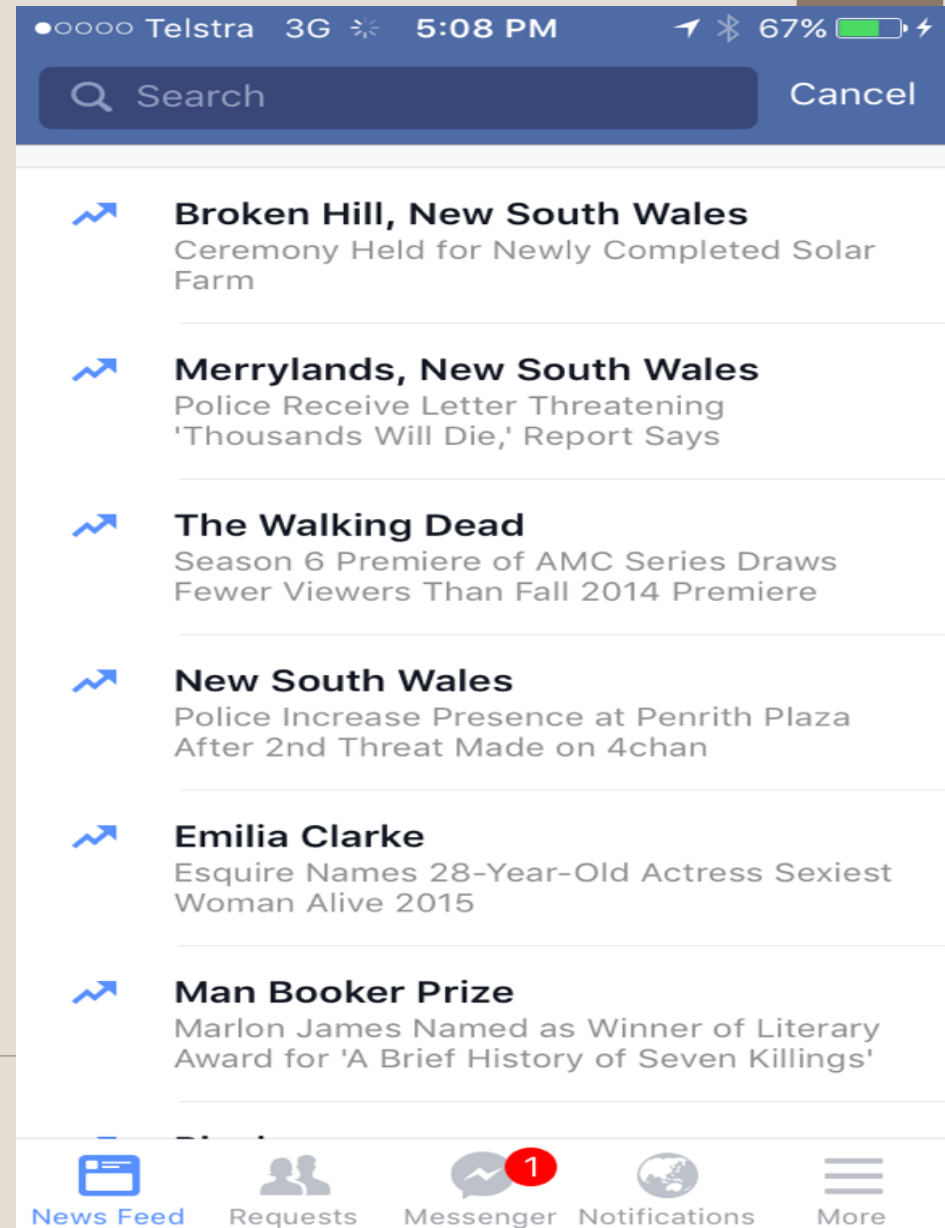 Telstra 3G 5:08 PM 67%
Search Cancel
Broken Hill, New South Wales
Ceremony Held for Newly Completed Solar
Farm
Merrylands, New South Wales
Police Receive Letter Threatening
'Thousands Will Die,' Report Says
The Walking Dead
Season 6 Premiere of AMC Series Draws
Fewer Viewers Than Fall 2014 Premiere
New South Wales
Police Increase Presence at Penrith Plaza
After 2nd Threat Made on 4chan
Emilia Clarke
Esquire Names 28-Year-Old Actress Sexiest
Woman Alive 2015
Man Booker Prize
Marlon James Named as Winner of Literary
Award for 'A Brief History of Seven Killings'
1
News Feed Requests Messenger Notifications More